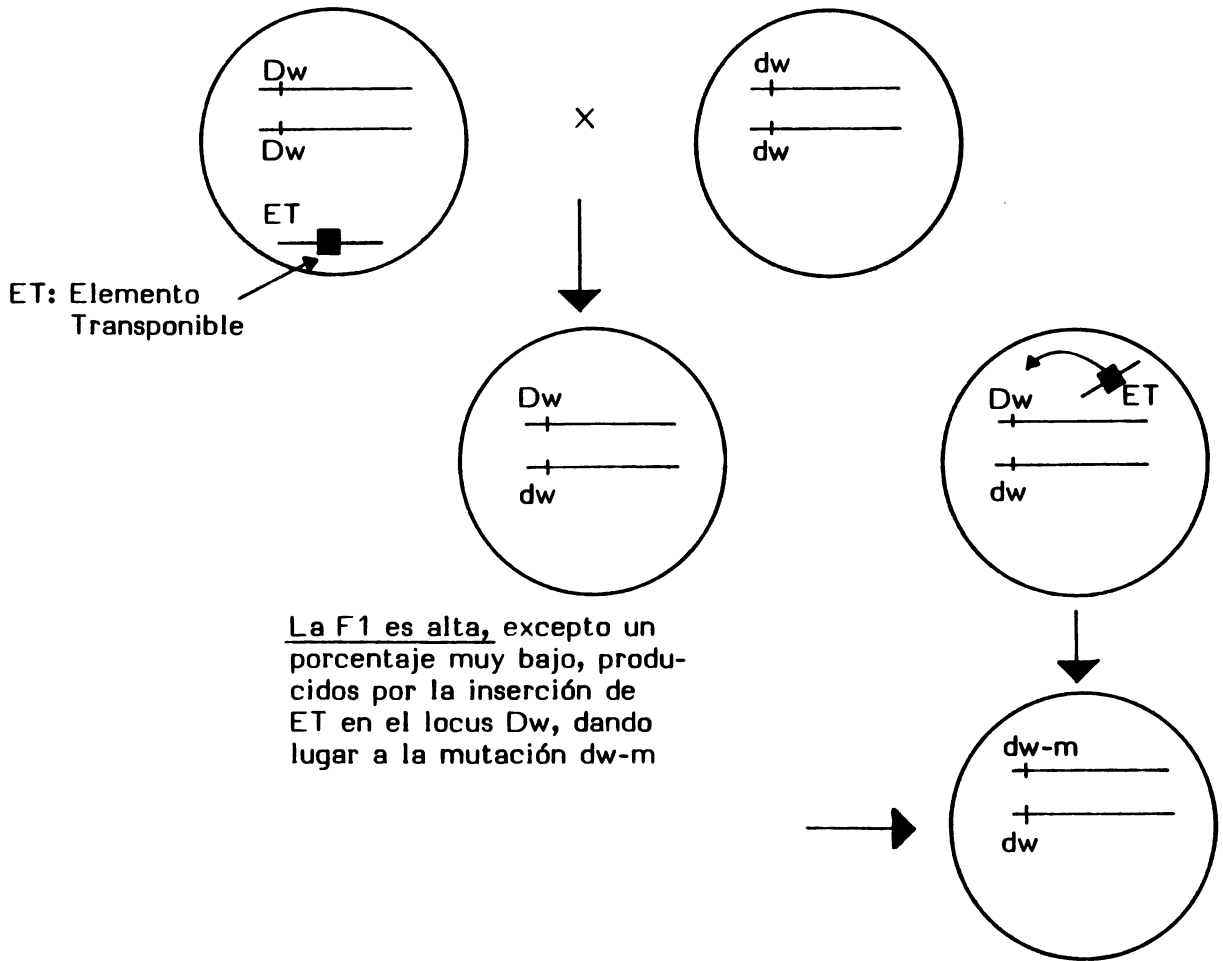 Dw
Dw
ET
ET: Elemento
Transponible
X
dw
dw
Dw
dw
Dw
ET
dw
La F1 es alta, excepto un
porcentaje muy bajo, produ-
cidos por la inserción de
ET en el locus Dw, dando
lugar a la mutación dw-m
dw-m
dw